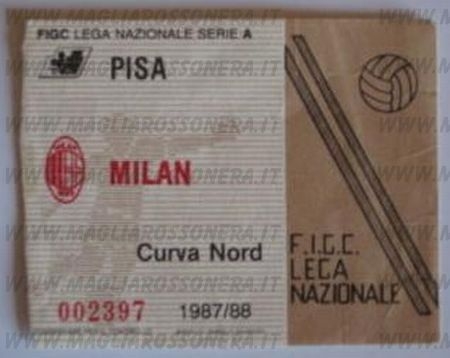 FIGC LEGA NAZIONALE SERIE A
PISA
MILAN
Curva Nord
002397 1987/88
F.I.G.C.
LEGA
NAZIONALE
WWW.MAGLIAROSSONERA.IT